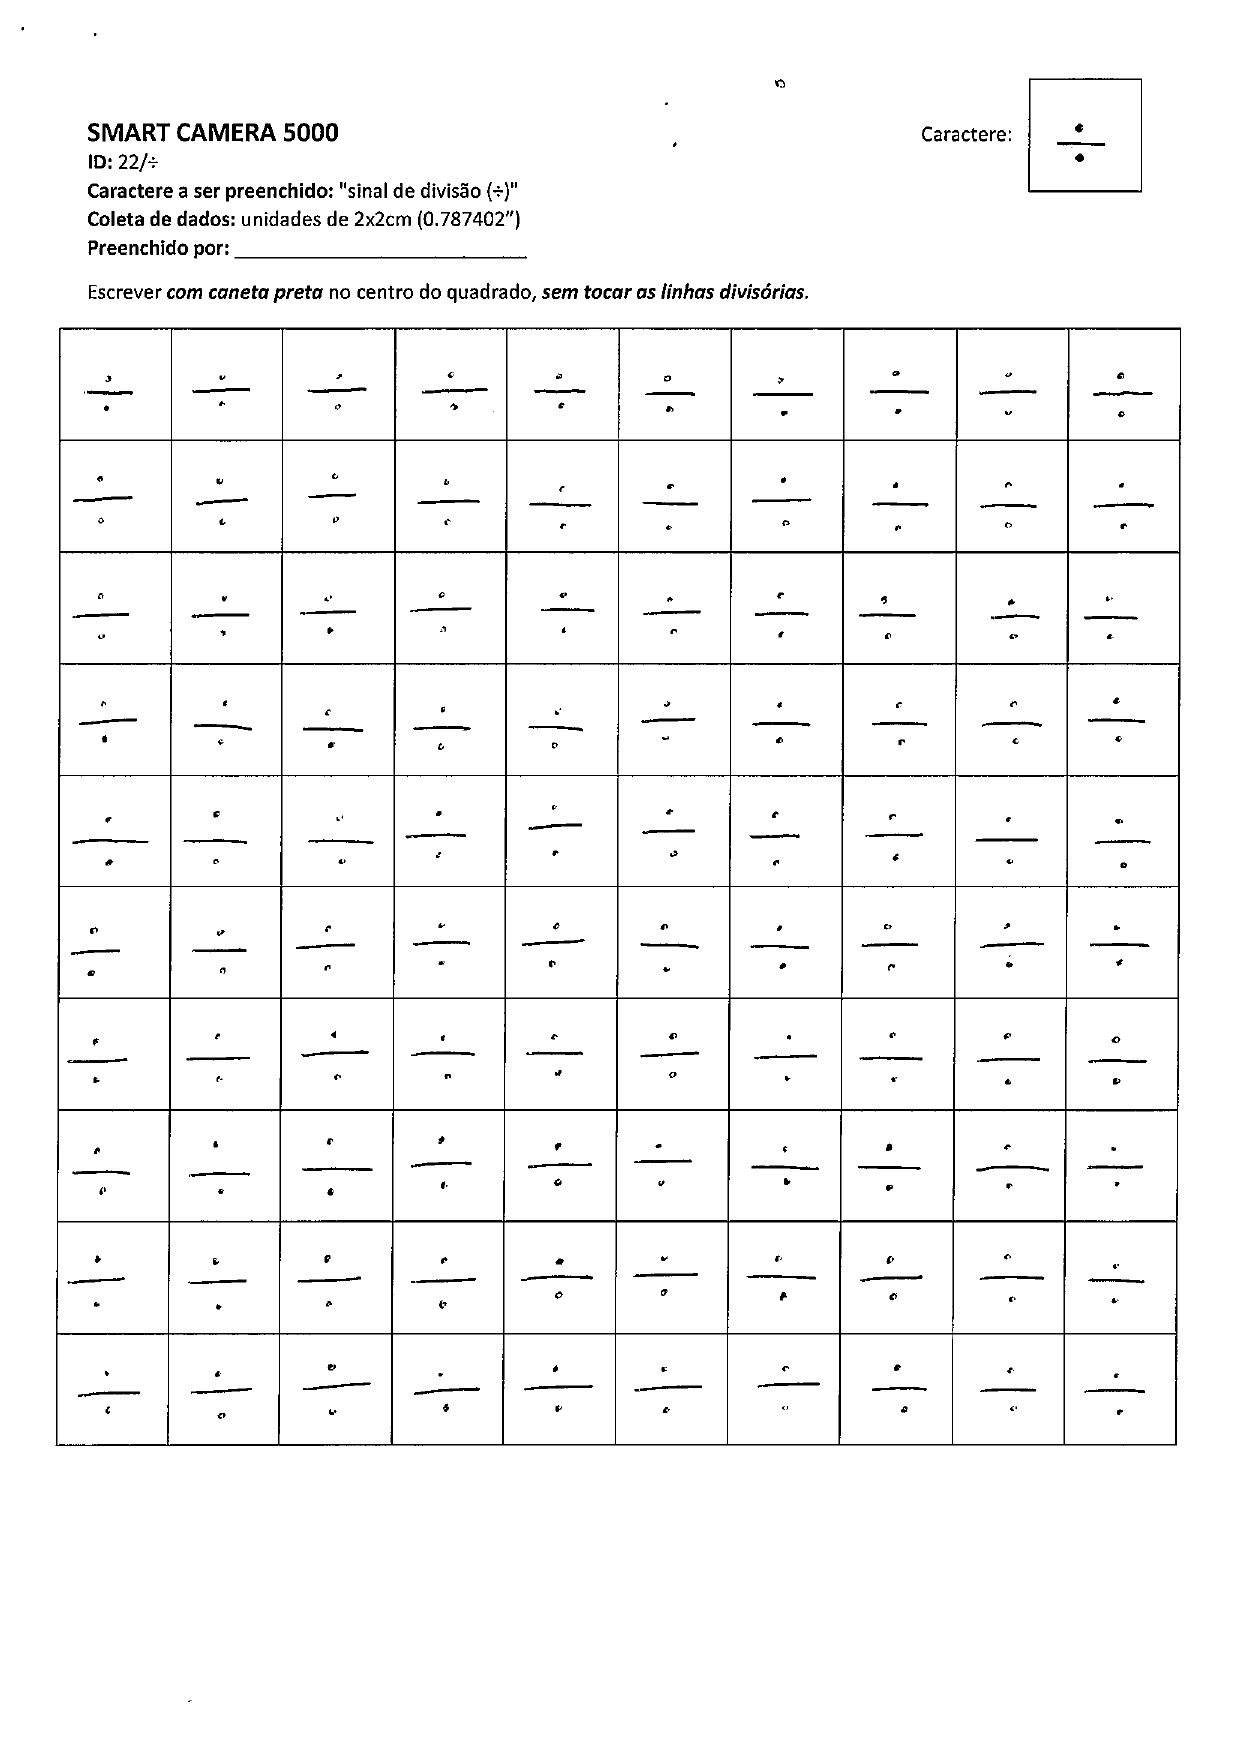 SMART CAMERA 5000
Caractere: ÷
ID: 22/÷
Caractere a ser preenchido: "sinal de divisão (÷)"
Coleta de dados: unidades de 2x2cm (0.787402")
Preenchido por: ___________________________
Escrever com caneta preta no centro do quadrado, sem tocar as linhas divisórias.
÷ ÷ ÷ ÷ ÷ ÷ ÷ ÷ ÷ ÷
÷ ÷ ÷ ÷ ÷ ÷ ÷ ÷ ÷ ÷
÷ ÷ ÷ ÷ ÷ ÷ ÷ ÷ ÷ ÷
÷ ÷ ÷ ÷ ÷ ÷ ÷ ÷ ÷ ÷
÷ ÷ ÷ ÷ ÷ ÷ ÷ ÷ ÷ ÷
÷ ÷ ÷ ÷ ÷ ÷ ÷ ÷ ÷ ÷
÷ ÷ ÷ ÷ ÷ ÷ ÷ ÷ ÷ ÷
÷ ÷ ÷ ÷ ÷ ÷ ÷ ÷ ÷ ÷
÷ ÷ ÷ ÷ ÷ ÷ ÷ ÷ ÷ ÷
÷ ÷ ÷ ÷ ÷ ÷ ÷ ÷ ÷ ÷